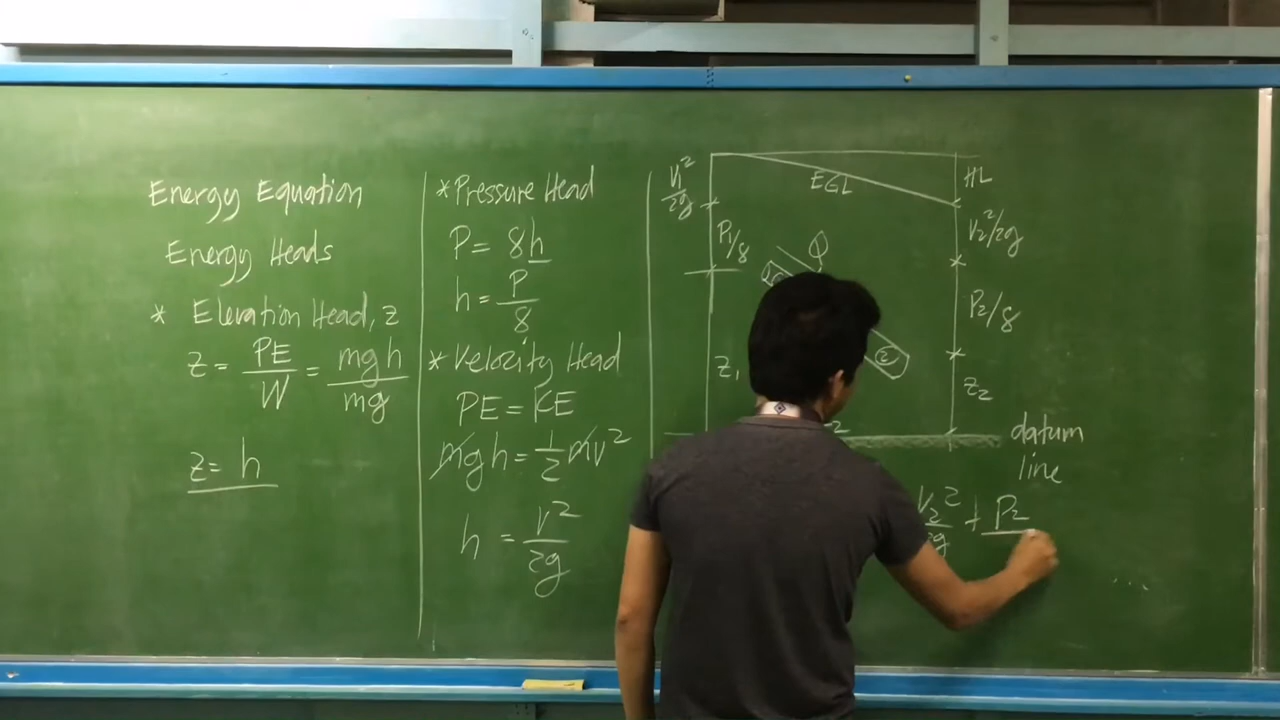 Energy Equation
Energy Heads
* Elevation Head, z
z = PE/W = mgh/mg
z = h
* Pressure Head
P = 8h
h = P/8
* Velocity Head
PE = KE
mgh = 1/2 mv²
h = v²/2g
V₁²/2g
P₁/8
Z₁
EGL
Q
2
HL
V₂²/2g
P₂/8
Z₂
datum
line
V₂²/2g + P₂